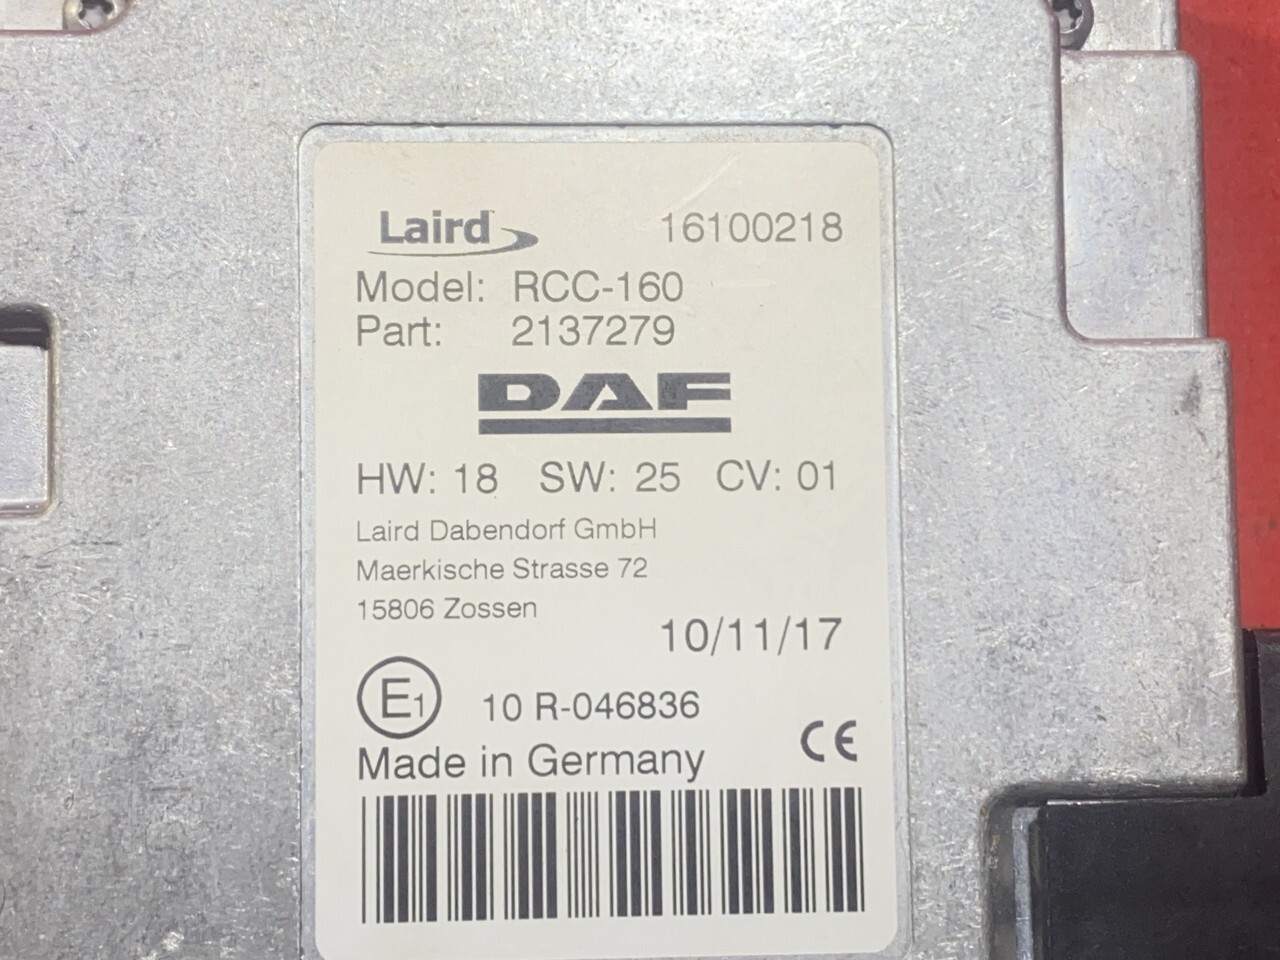 Laird 16100218
Model: RCC-160
Part: 2137279
DAF
HW: 18 SW: 25 CV: 01
Laird Dabendorf GmbH
Maerkische Strasse 72
15806 Zossen
10/11/17
E1 10 R-046836
CE
Made in Germany